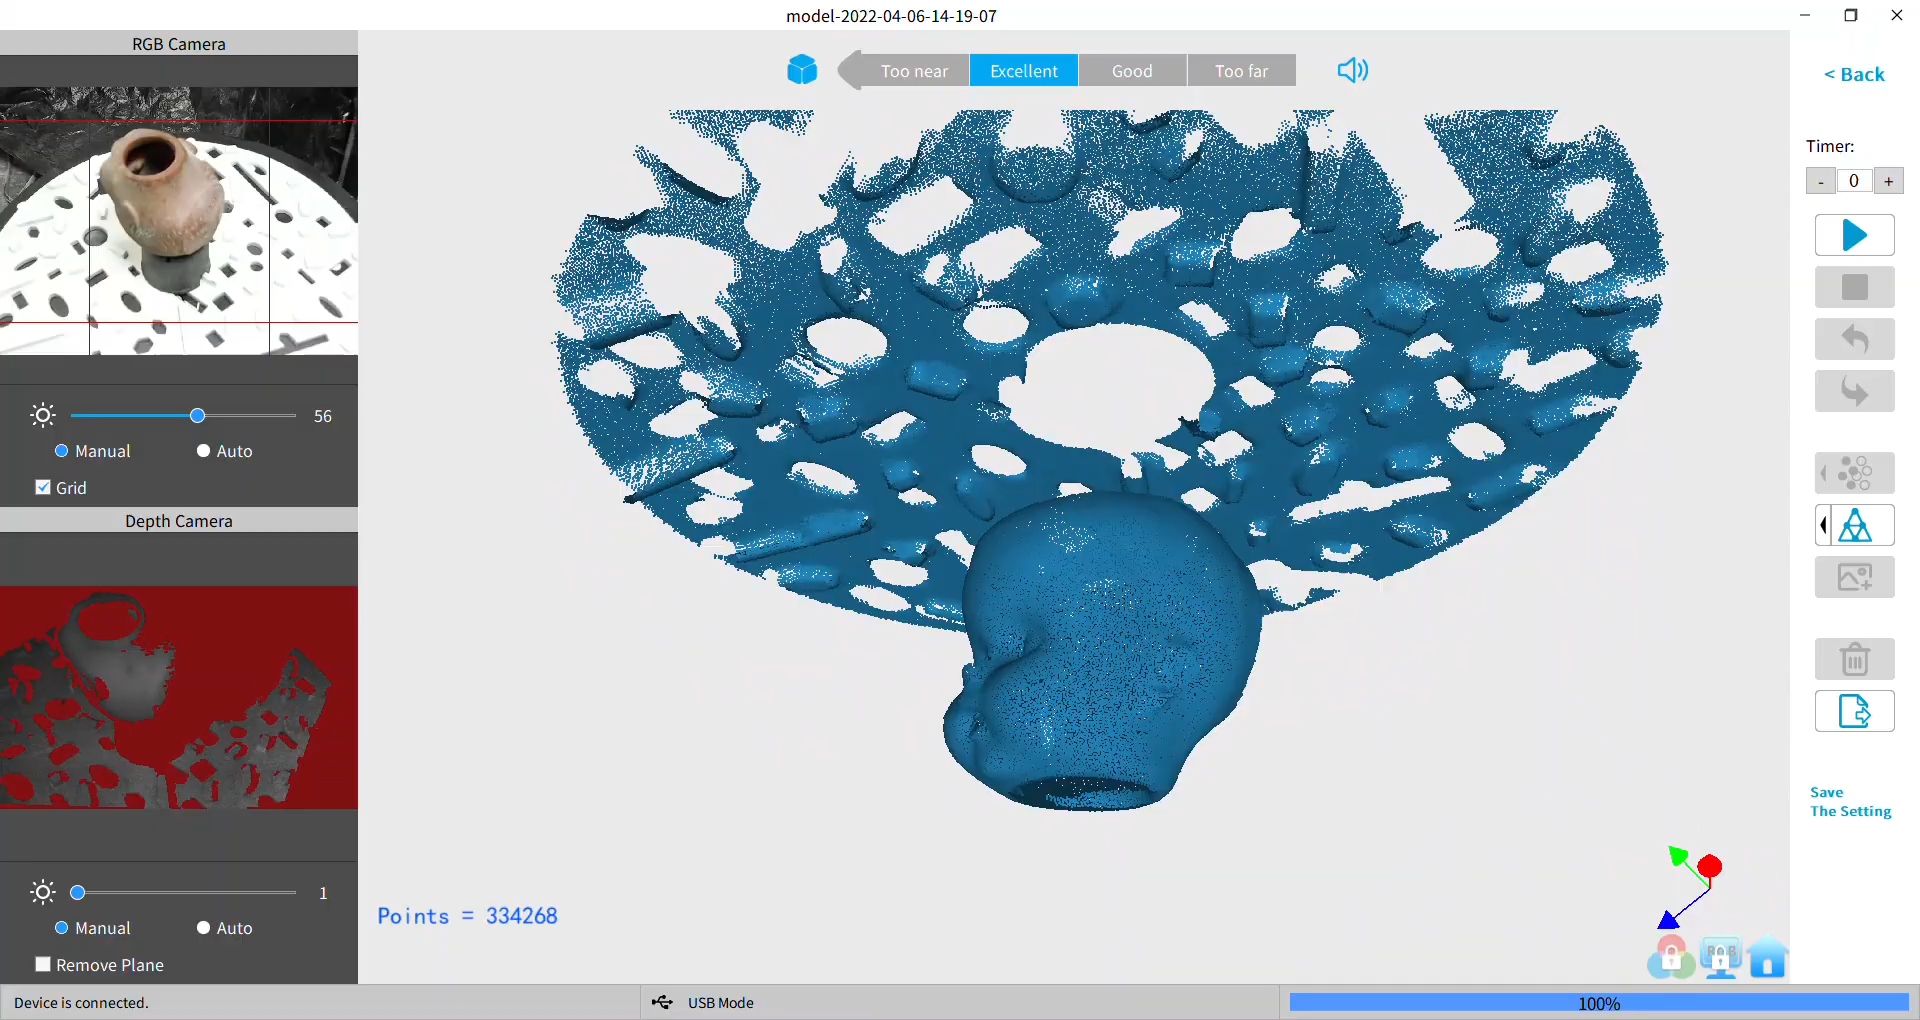 model-2022-04-06-14-19-07
RGB Camera
56
Manual
Auto
Grid
Depth Camera
1
Manual
Auto
Remove Plane
Too near
Excellent
Good
Too far
Points = 334268
< Back
Timer:
- 0 +
Save
The Setting
RGB
Device is connected.
USB Mode
100%